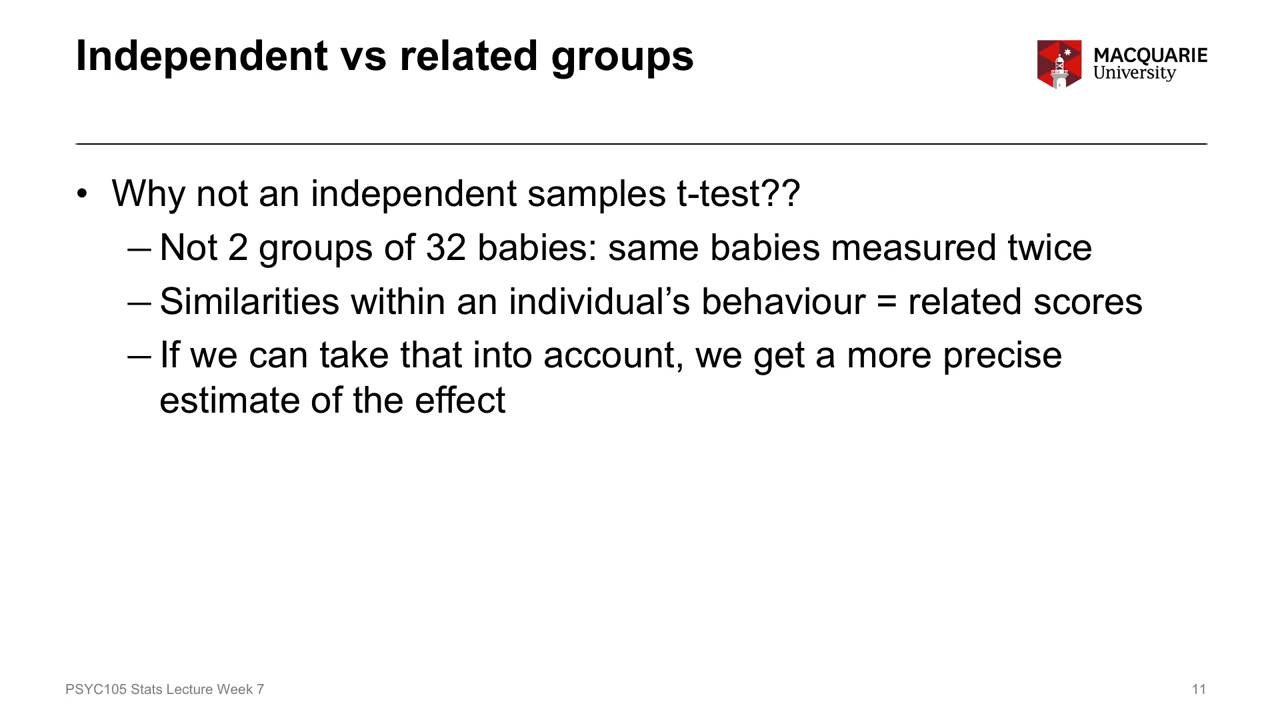 Independent vs related groups
MACQUARIE
University
• Why not an independent samples t-test??
– Not 2 groups of 32 babies: same babies measured twice
– Similarities within an individual’s behaviour = related scores
– If we can take that into account, we get a more precise
estimate of the effect
PSYC105 Stats Lecture Week 7
11